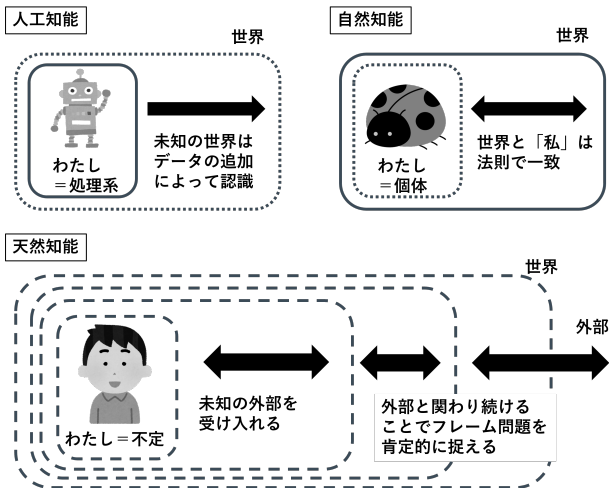 人工知能
世界
わたし
＝処理系
未知の世界は
データの追加
によって認識
自然知能
世界
わたし
＝個体
世界と「私」は
法則で一致
天然知能
世界
外部
わたし＝不定
未知の外部を
受け入れる
外部と関わり続ける
ことでフレーム問題を
肯定的に捉える